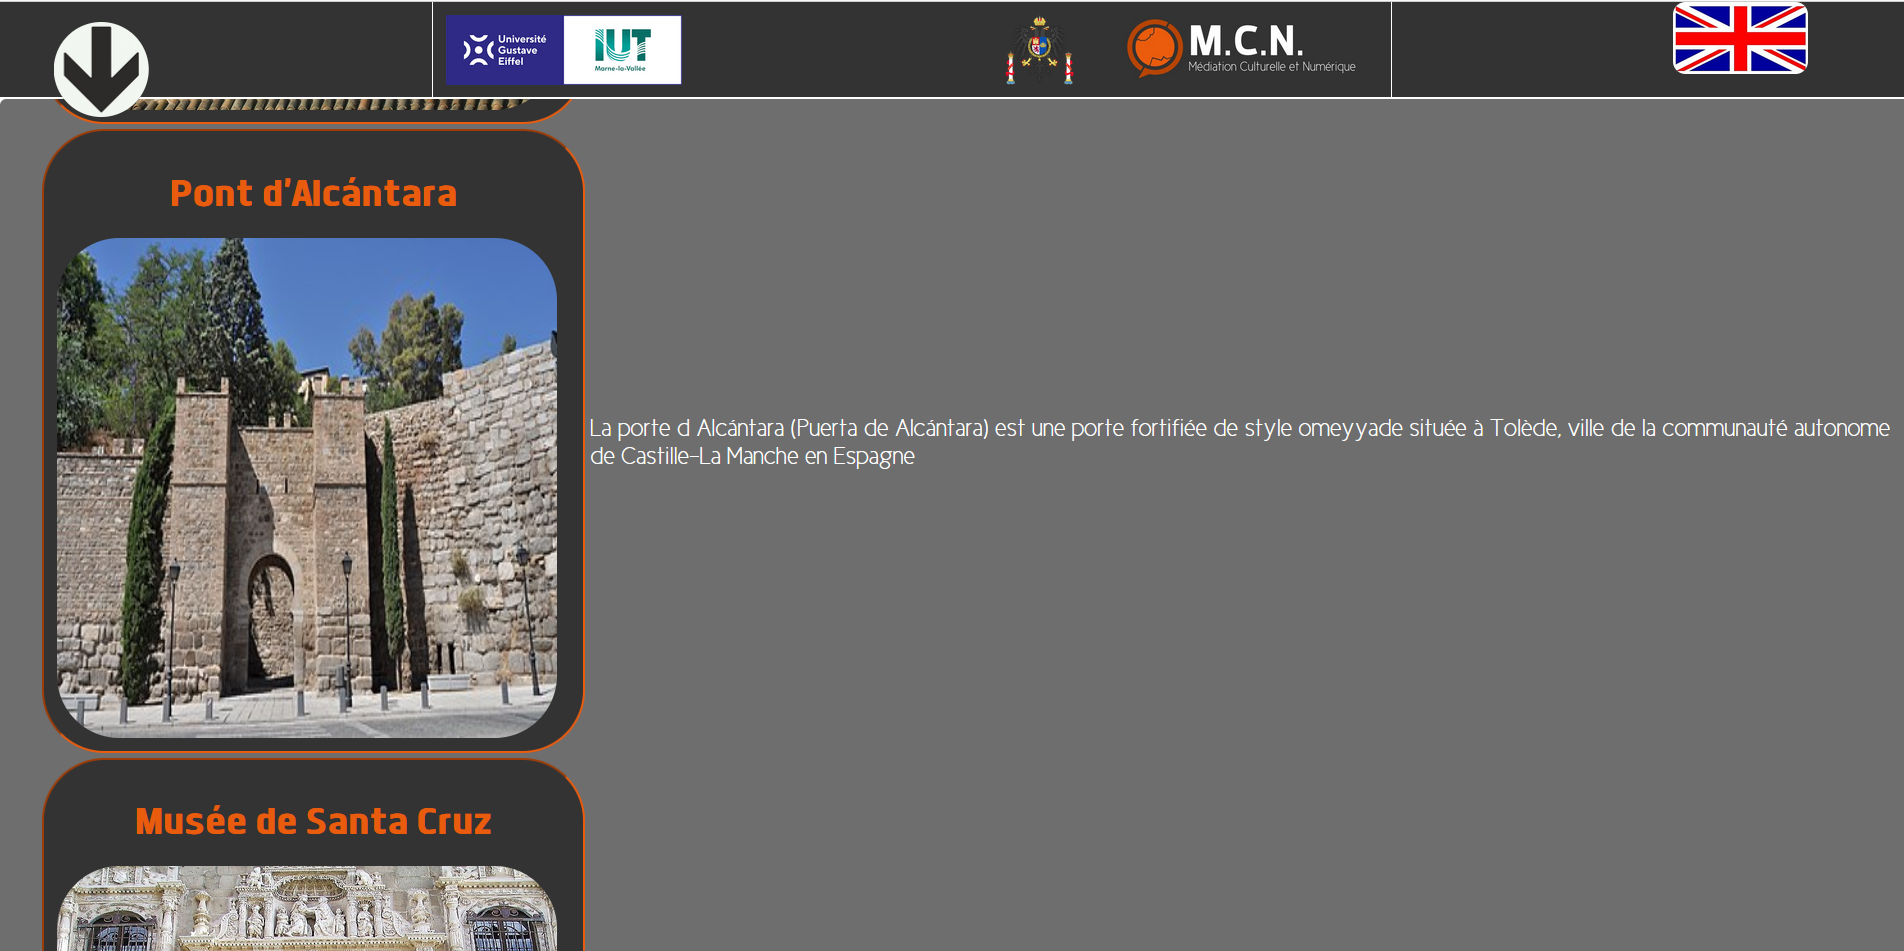 Université
Gustave
Eiffel
IUT
Marne-la-Vallée
M.C.N.
Médiation Culturelle et Numérique
Pont d'Alcántara
La porte d Alcántara (Puerta de Alcántara) est une porte fortifiée de style omeyyade située à Tolède, ville de la communauté autonome
de Castille-La Manche en Espagne
Musée de Santa Cruz